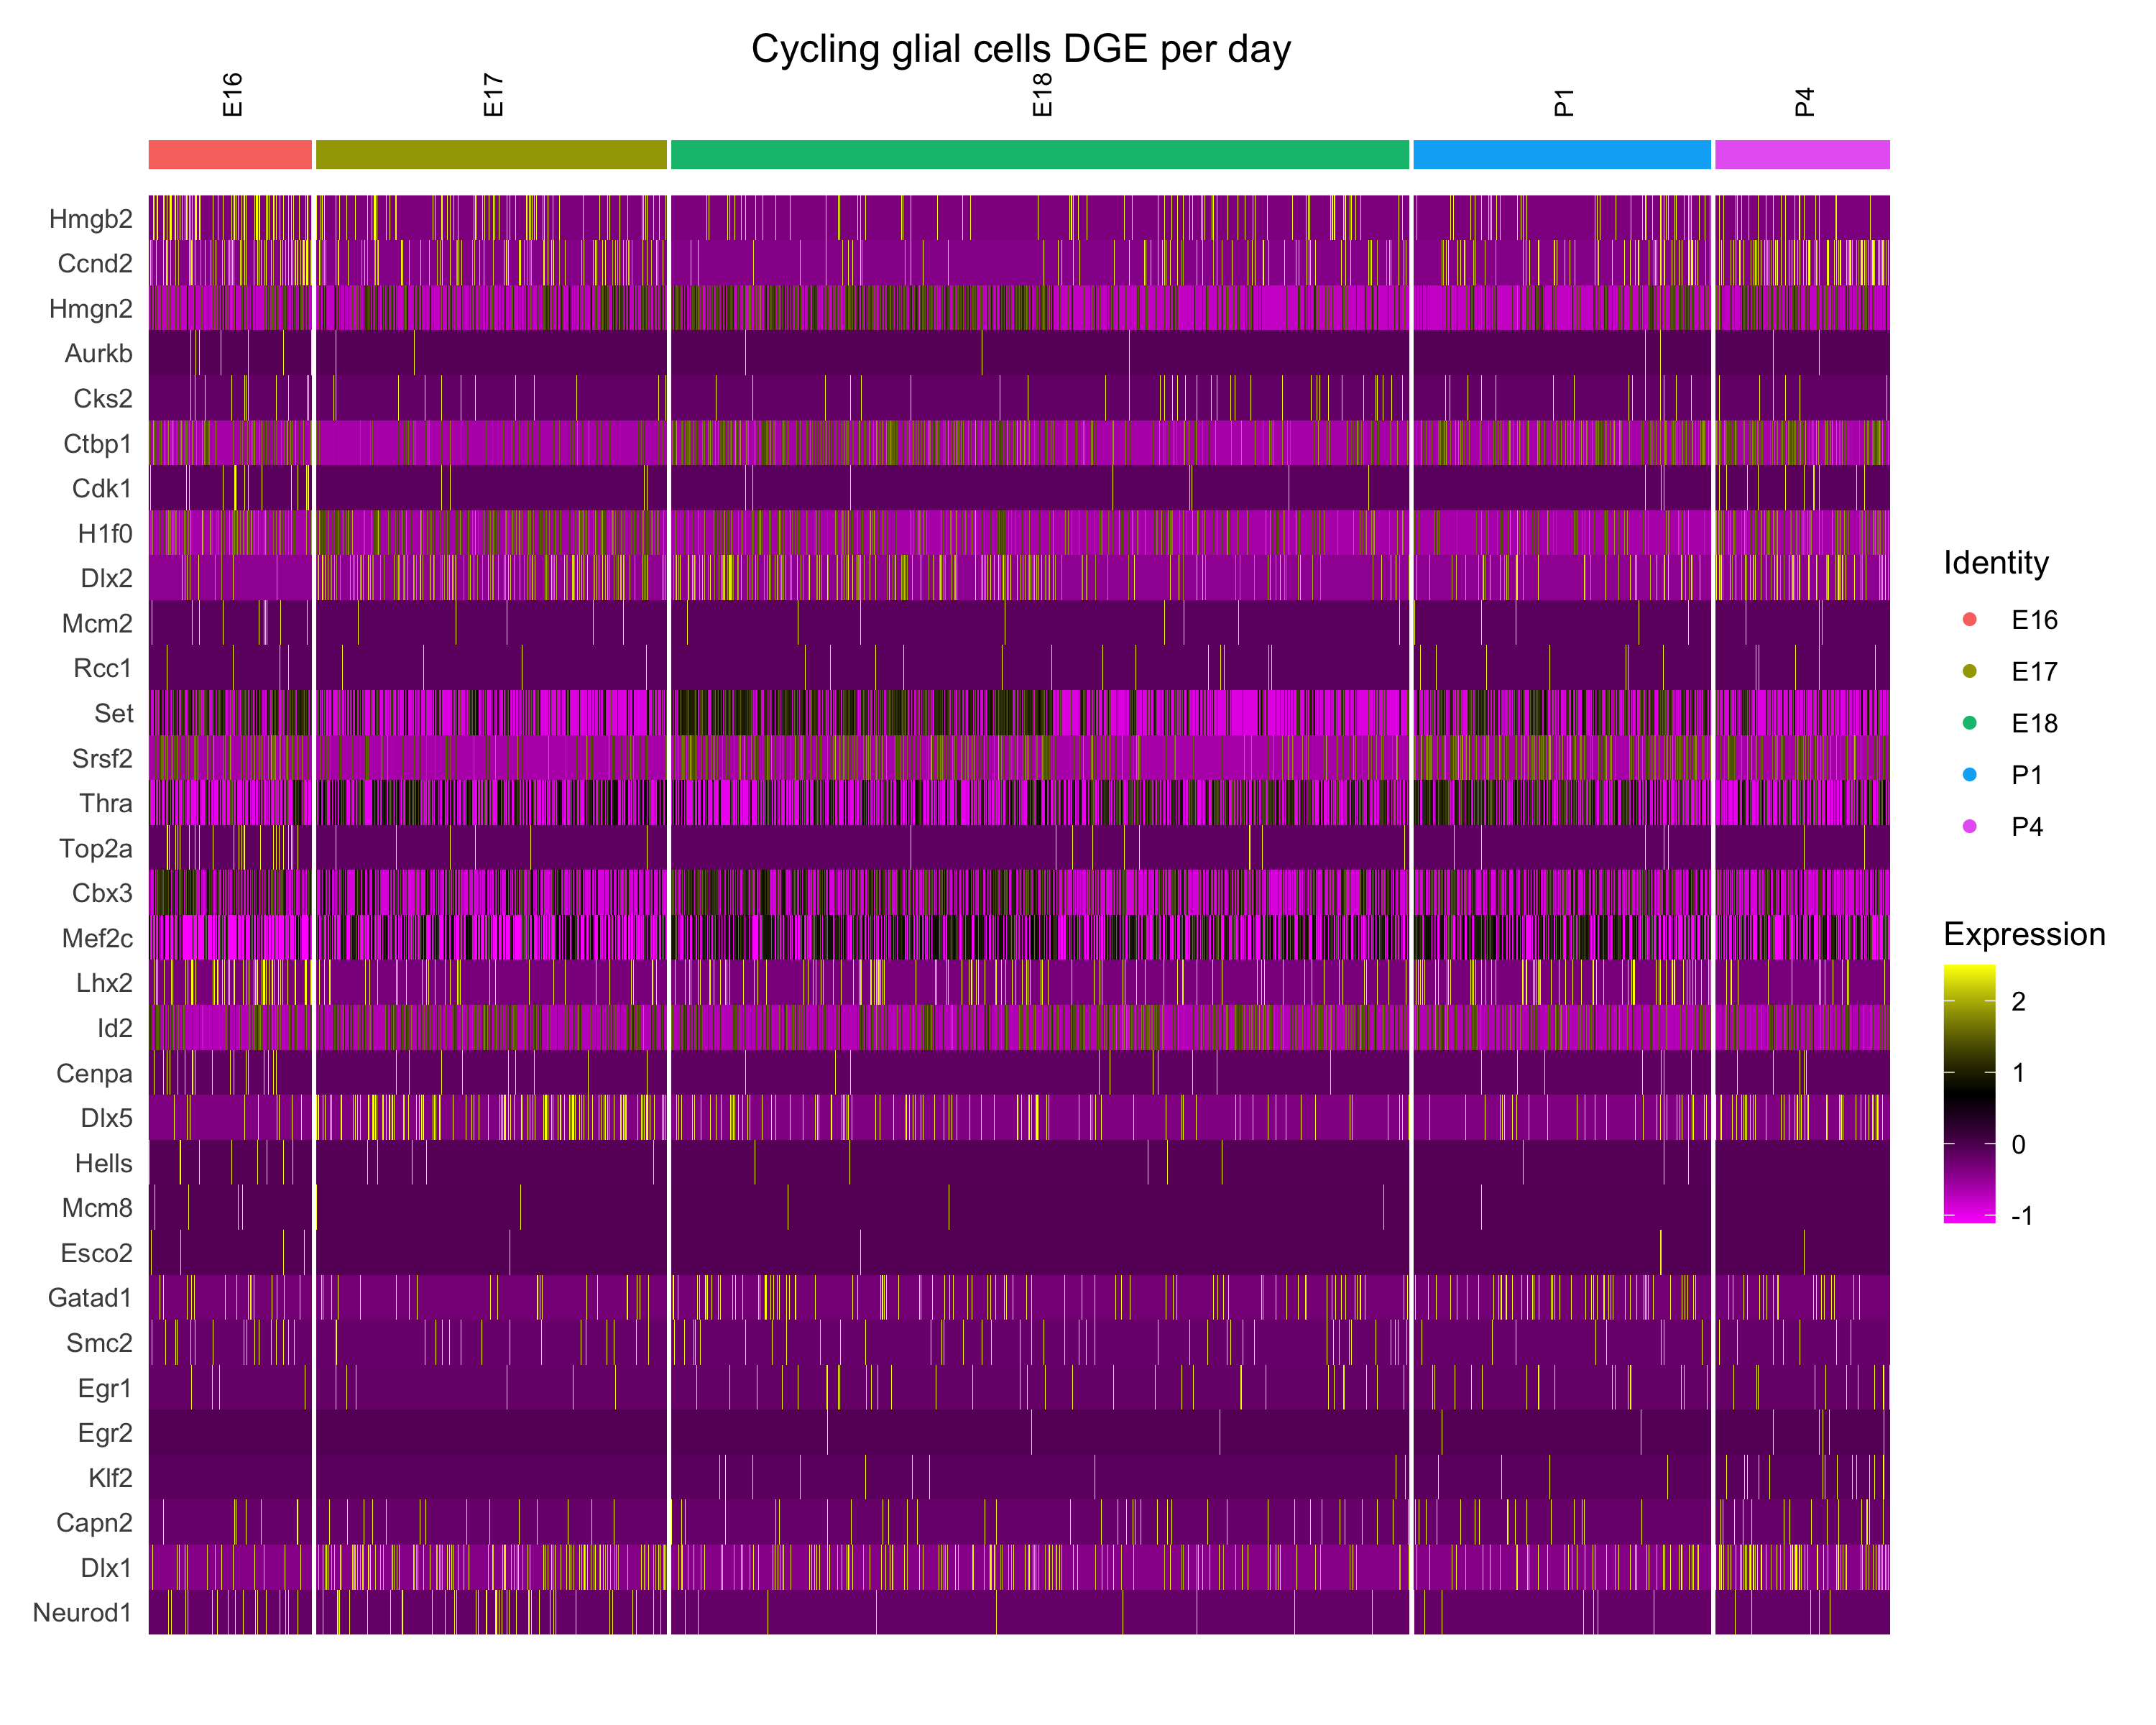 Cycling glial cells DGE per day
E16
E17
E18
P1
P4
Hmgb2
Ccnd2
Hmgn2
Aurkb
Cks2
Ctbp1
Cdk1
H1f0
Dlx2
Mcm2
Rcc1
Set
Srsf2
Thra
Top2a
Cbx3
Mef2c
Lhx2
Id2
Cenpa
Dlx5
Hells
Mcm8
Esco2
Gatad1
Smc2
Egr1
Egr2
Klf2
Capn2
Dlx1
Neurod1
Identity
E16
E17
E18
P1
P4
Expression
2
1
0
-1